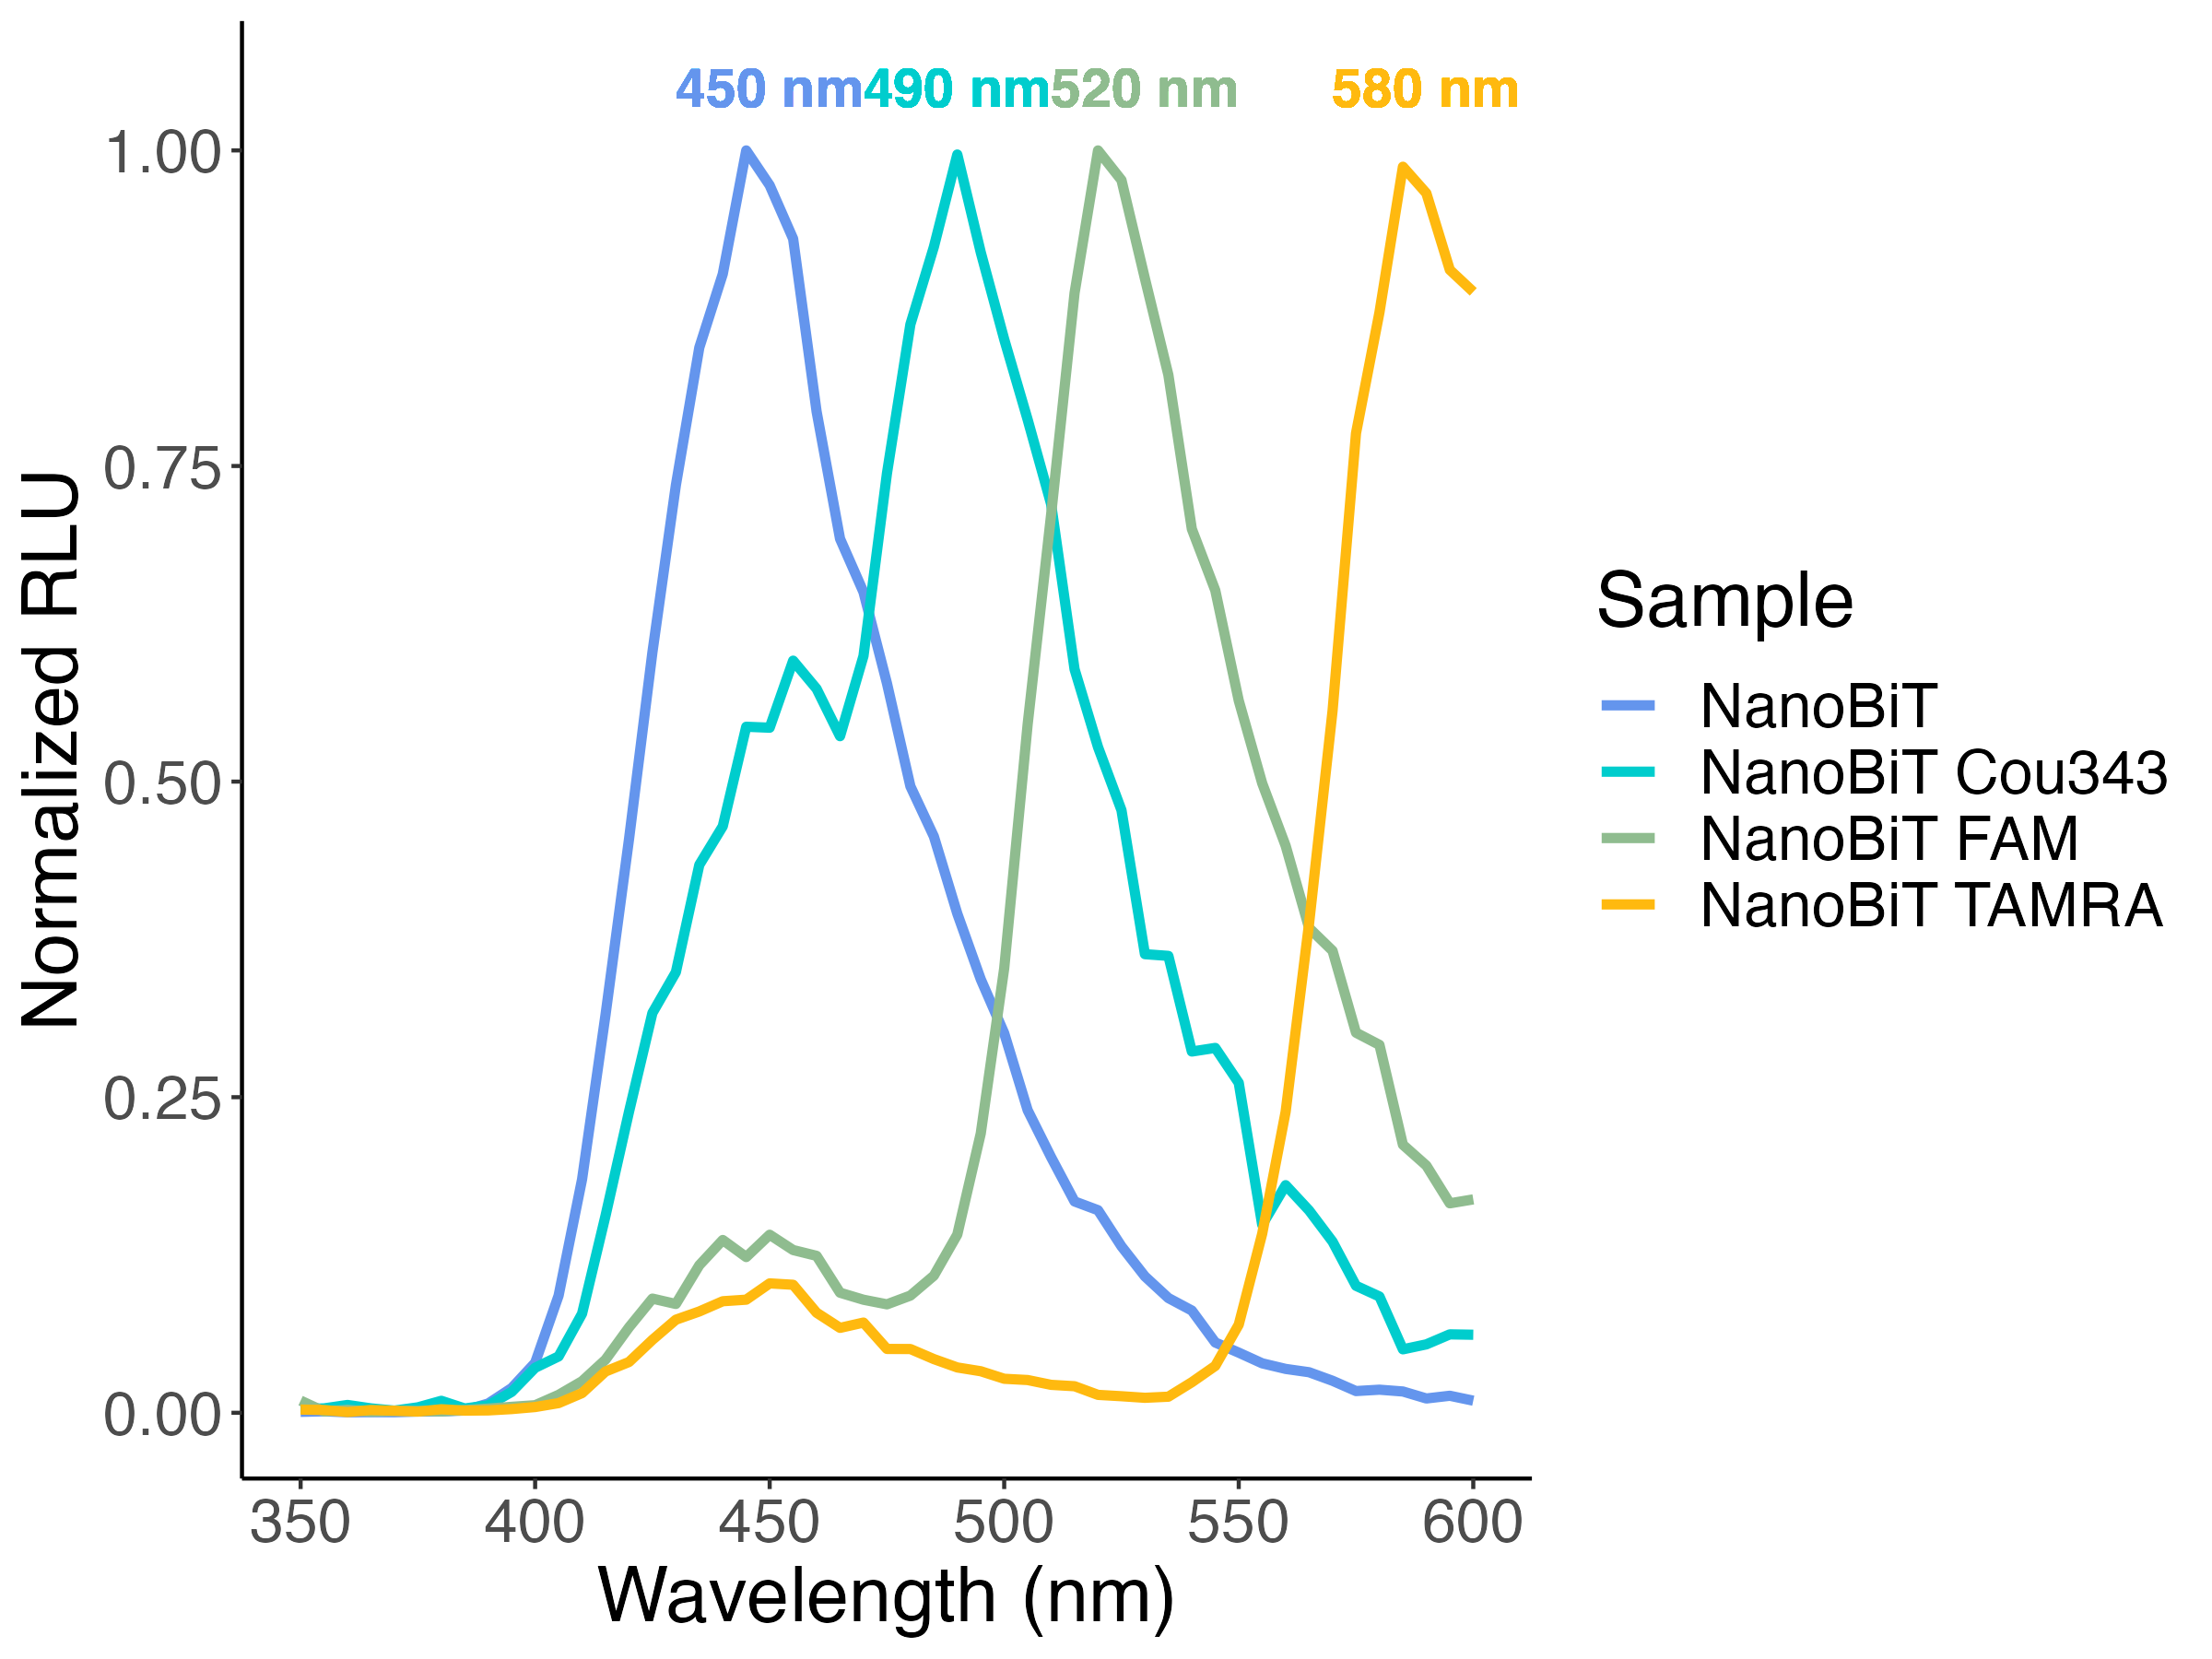 450 nm 490 nm 520 nm 580 nm
1.00
0.75
0.50
0.25
0.00
Normalized RLU
350 400 450 500 550 600
Wavelength (nm)
Sample
NanoBiT
NanoBiT Cou343
NanoBiT FAM
NanoBiT TAMRA